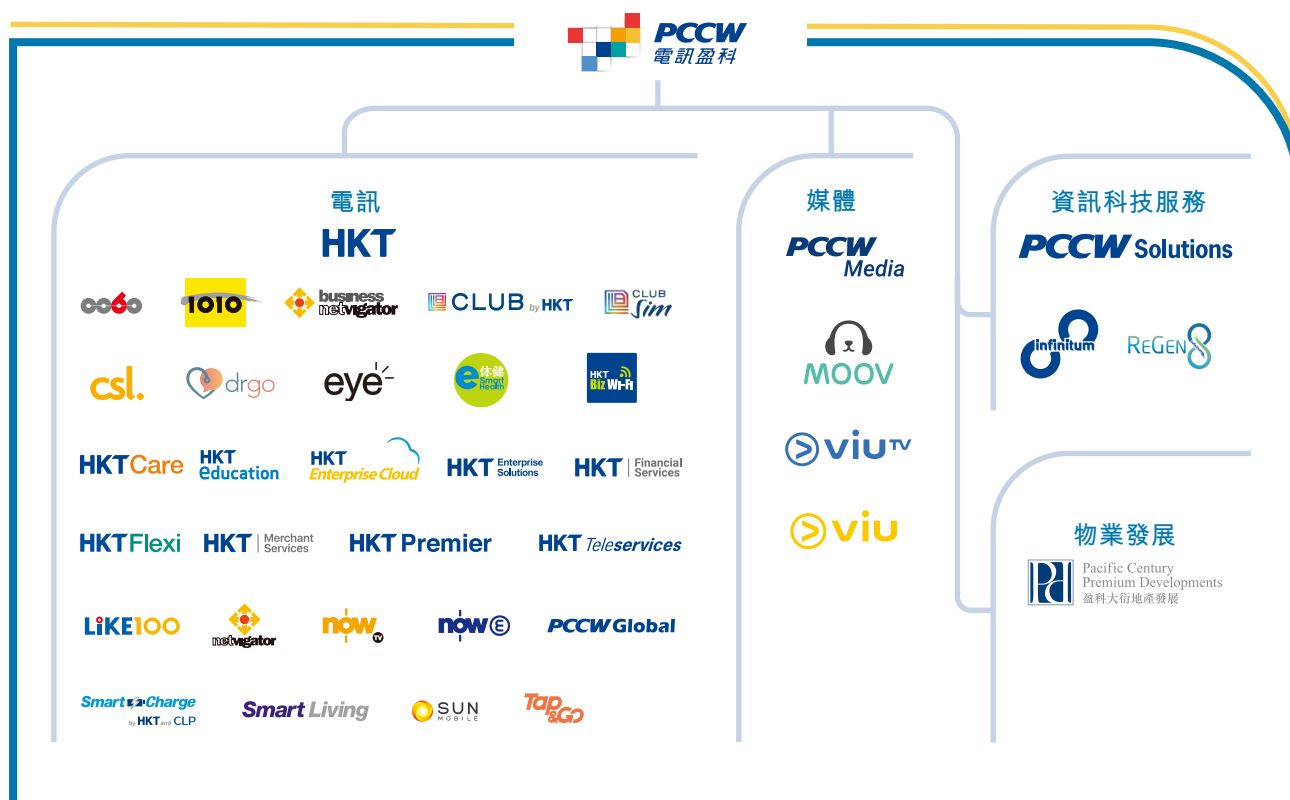 PCCW
電訊盈科
電訊
HKT
0060
1010
business
netvigator
CLUB by HKT
CLUB
Sim
csl.
drgo
eye
e休健
Smart
Health
HKT
Biz Wi-Fi
HKT Care
HKT
education
HKT
Enterprise Cloud
HKT Enterprise
Solutions
HKT Financial
Services
HKT Flexi
HKT Merchant
Services
HKT Premier
HKT Teleservices
LiKE100
netvigator
now TV
now E
PCCW Global
Smart Charge
by HKT and CLP
Smart Living
SUN
MOBILE
Tap
&Go
媒體
PCCW
Media
MOOV
viu TV
viu
資訊科技服務
PCCW Solutions
infinitum
REGEN
物業發展
Pacific Century
Premium Developments
盈科大衍地產發展